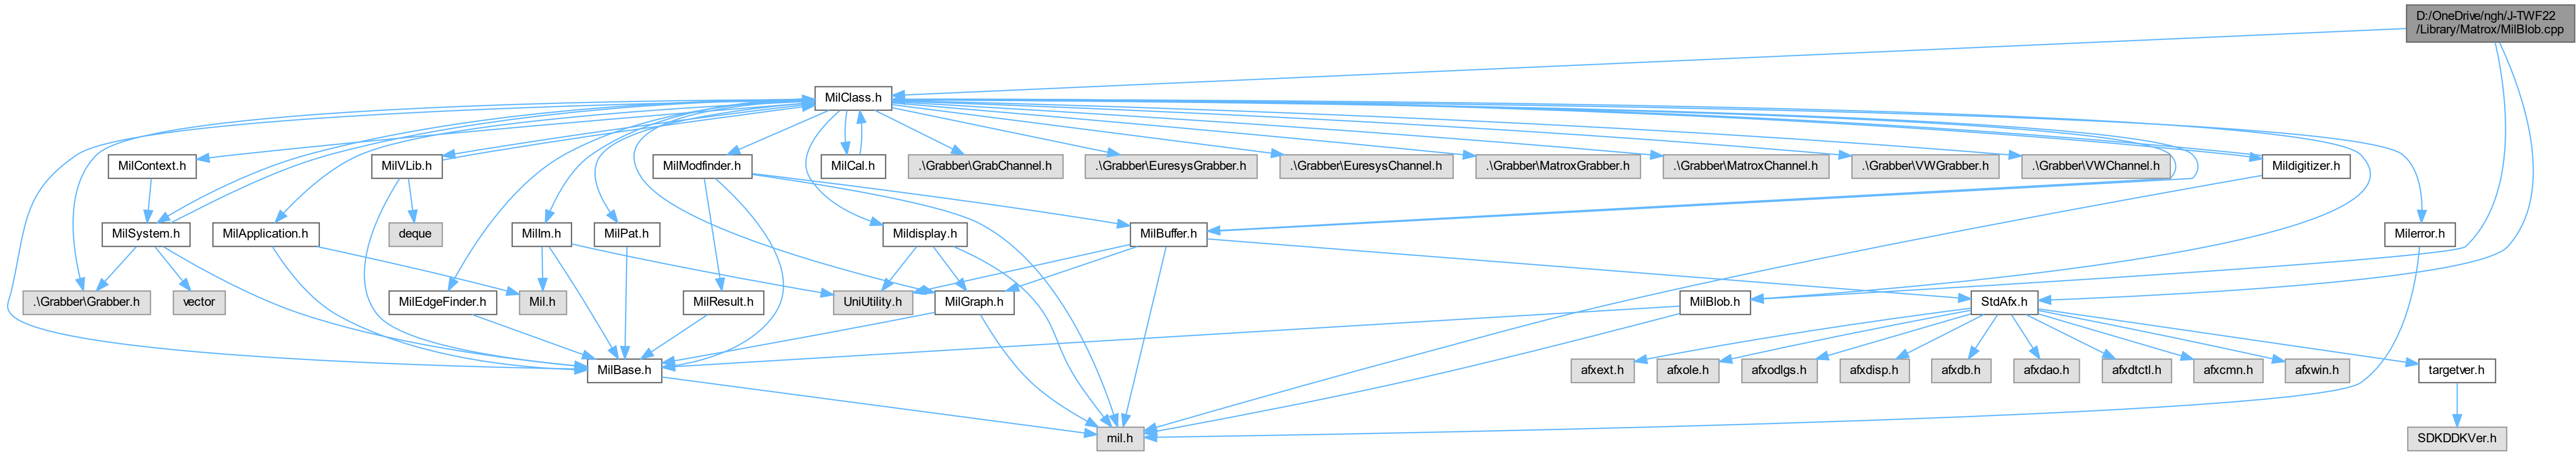 D:/OneDrive/ngh/J-TWF22
/Library/Matrox/MilBlob.cpp
MilClass.h
MilContext.h
MilVLib.h
MilModfinder.h
MilCal.h
.\Grabber\GrabChannel.h
.\Grabber\EuresysGrabber.h
.\Grabber\EuresysChannel.h
.\Grabber\MatroxGrabber.h
.\Grabber\MatroxChannel.h
.\Grabber\VWGrabber.h
.\Grabber\VWChannel.h
Mildigitizer.h
MilSystem.h
MilApplication.h
deque
MilIm.h
MilPat.h
Mildisplay.h
MilBuffer.h
Milerror.h
.\Grabber\Grabber.h
vector
MilEdgeFinder.h
Mil.h
MilResult.h
UniUtility.h
MilGraph.h
MilBlob.h
StdAfx.h
MilBase.h
afxext.h
afxole.h
afxodlgs.h
afxdisp.h
afxdb.h
afxdao.h
afxdtctl.h
afxcmn.h
afxwin.h
targetver.h
mil.h
SDKDDKVer.h